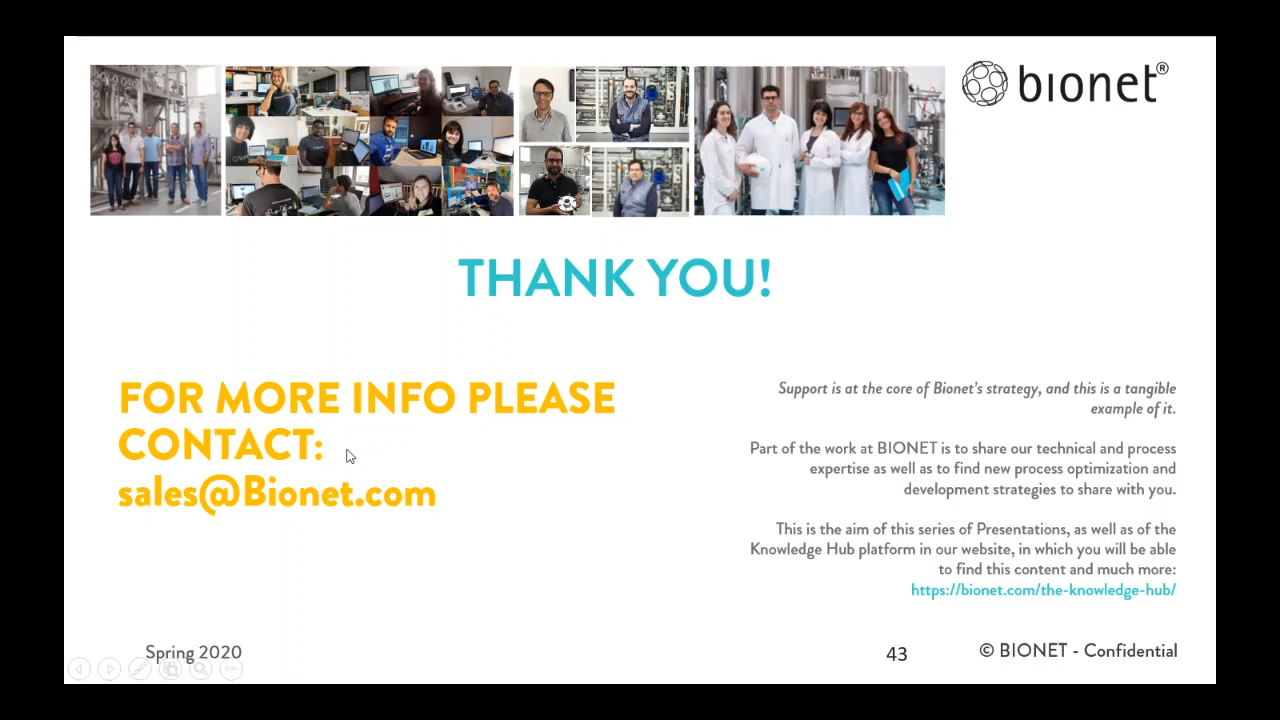 bionet®
THANK YOU!
FOR MORE INFO PLEASE
CONTACT:
sales@Bionet.com
Support is at the core of Bionet's strategy, and this is a tangible
example of it.
Part of the work at BIONET is to share our technical and process
expertise as well as to find new process optimization and
development strategies to share with you.
This is the aim of this series of Presentations, as well as of the
Knowledge Hub platform in our website, in which you will be able
to find this content and much more:
https://bionet.com/the-knowledge-hub/
Spring 2020
43
© BIONET - Confidential